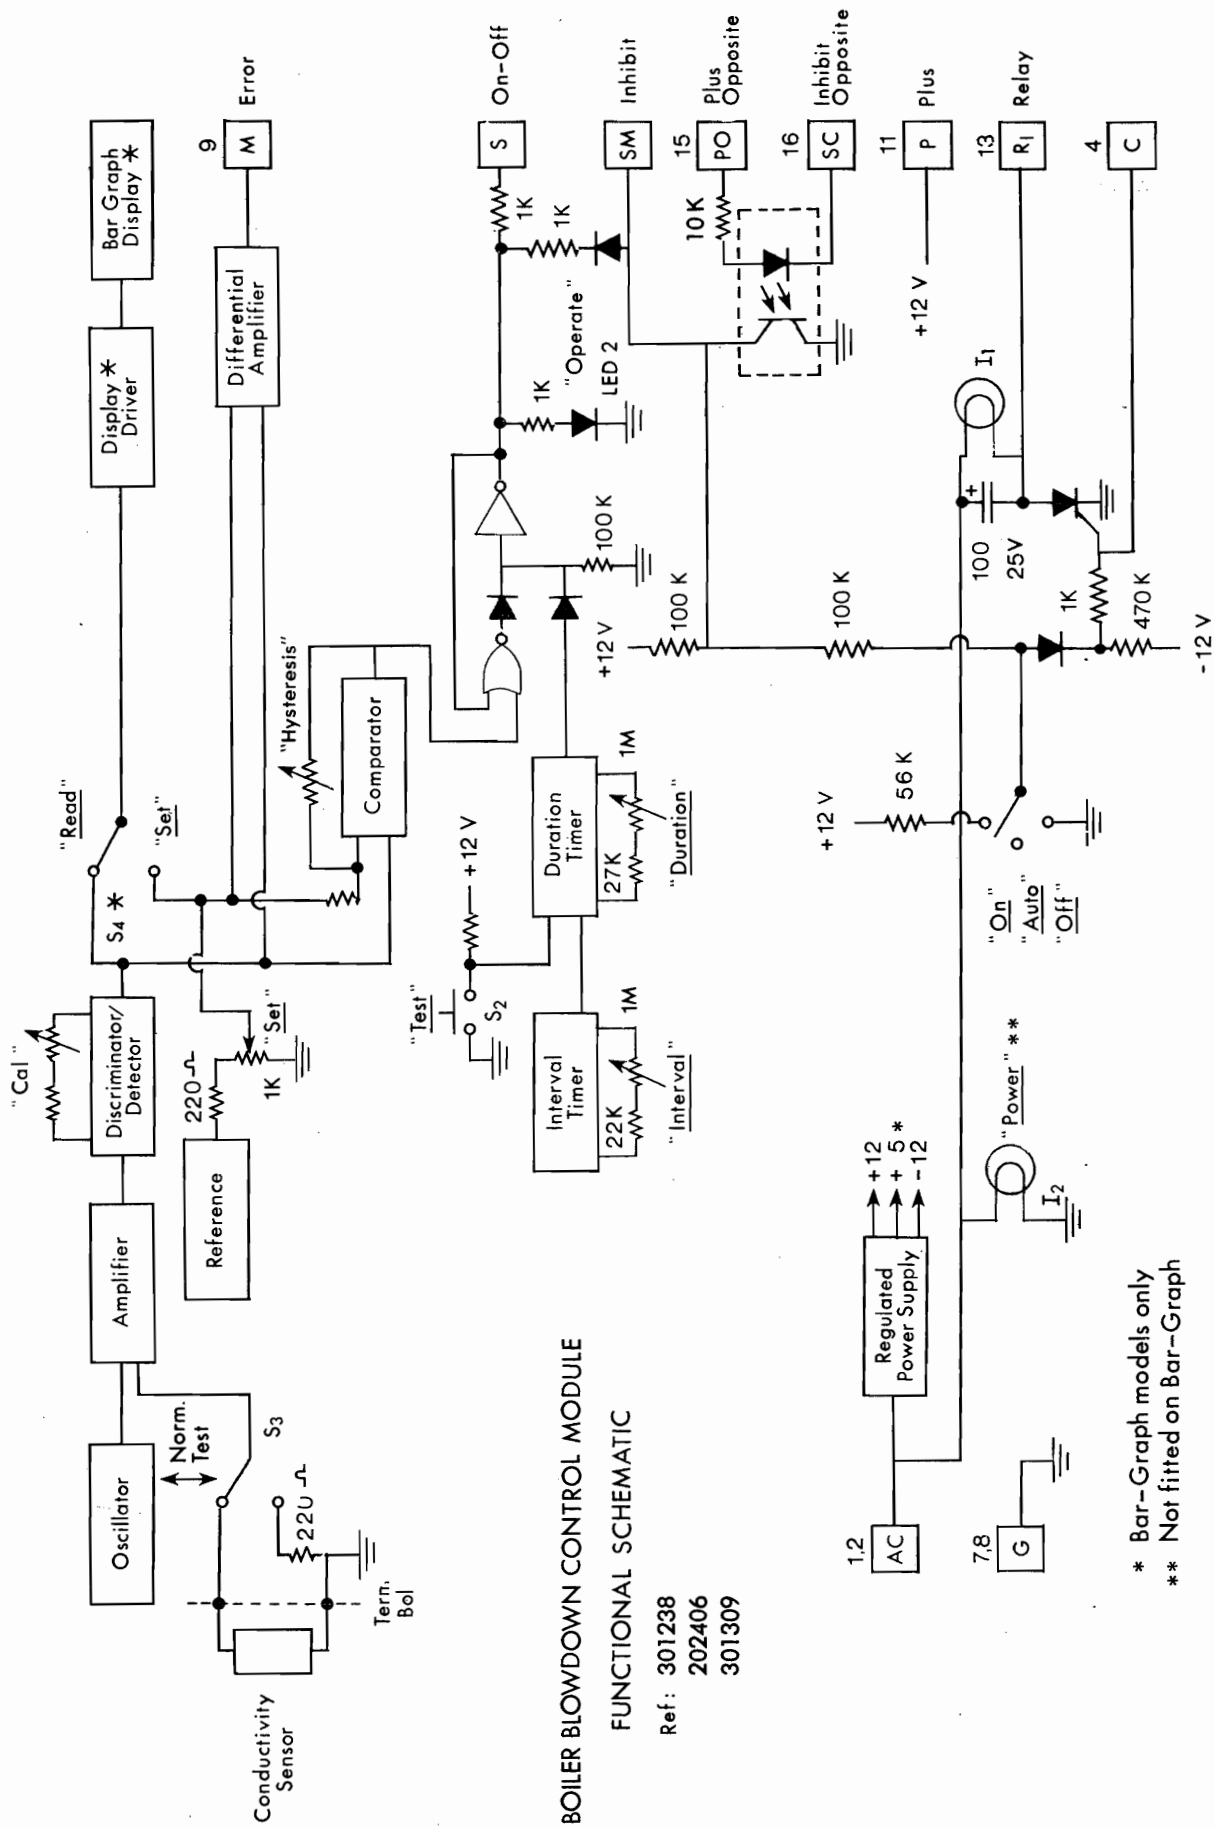 Conductivity
Sensor
Term.
Bol
Oscillator
Norm.
Test
S3
22U
Amplifier
"Cal"
Discriminator/
Detector
Reference
220
1K
"Set"
S4 *
"Read"
"Set"
Display *
Driver
Bar Graph
Display *
Differential
Amplifier
9
M
Error
"Hysteresis"
Comparator
"Test"
S2
+12 V
Interval
Timer
22K
1M
"Interval"
Duration
Timer
27K
1M
"Duration"
100 K
1K
"Operate"
LED 2
1K
1K
S
On-Off
SM
Inhibit
+12 V
100 K
100 K
10 K
15
PO
Plus
Opposite
16
SC
Inhibit
Opposite
+12 V
11
P
Plus
I1
13
R1
Relay
100
+
25V
4
C
1K
470 K
-12 V
+12 V
56 K
"On"
"Auto"
"Off"
Regulated
Power Supply
+12
+ 5 *
-12
"Power" **
I2
1,2
AC
7,8
G
BOILER BLOWDOWN CONTROL MODULE
FUNCTIONAL SCHEMATIC
Ref: 301238
202406
301309
* Bar-Graph models only
** Not fitted on Bar-Graph